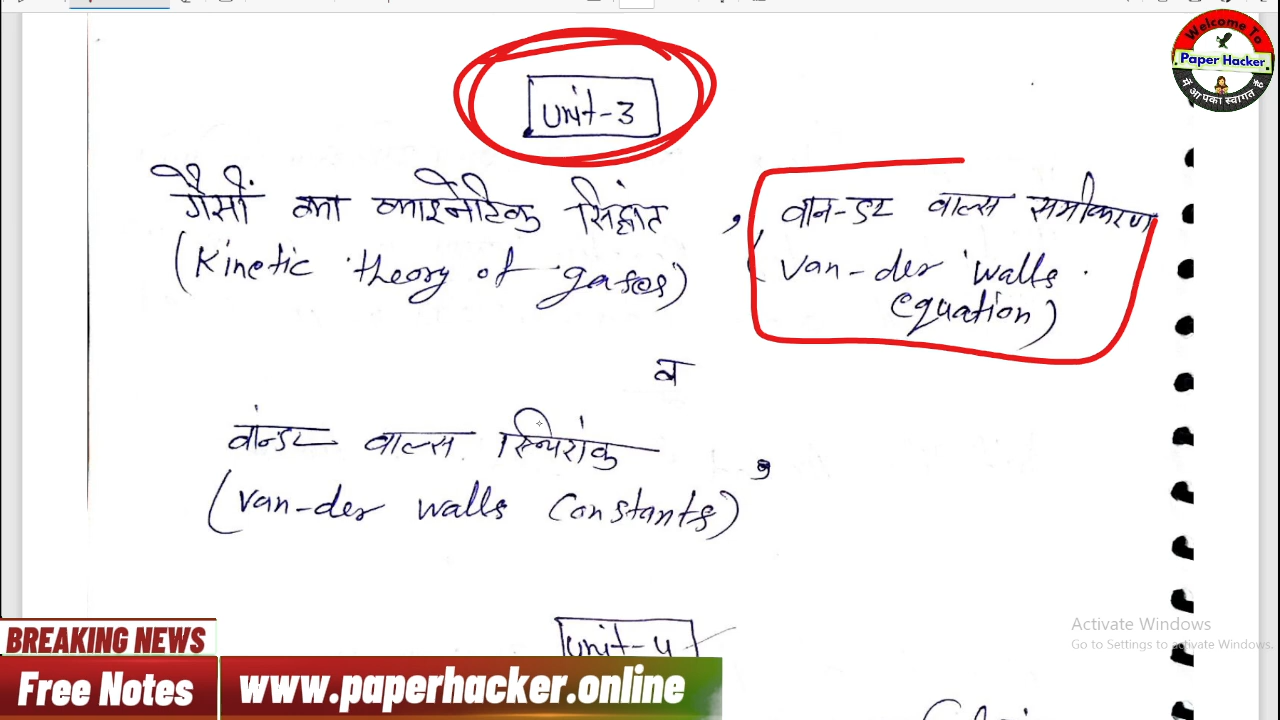 Welcome To
Paper Hacker
में आपका स्वागत है
Unit-3
गैसों का काइनेटिक सिद्धांत , वान-डर वाल्स समीकरण
(Kinetic theory of gases) (Van-der walls equation)
व
वान्डर वाल्स स्थिरांक ,
(Van-der walls Constants)
Unit-4
Activate Windows
Go to Settings to activate Windows.
BREAKING NEWS
Free Notes
www.paperhacker.online